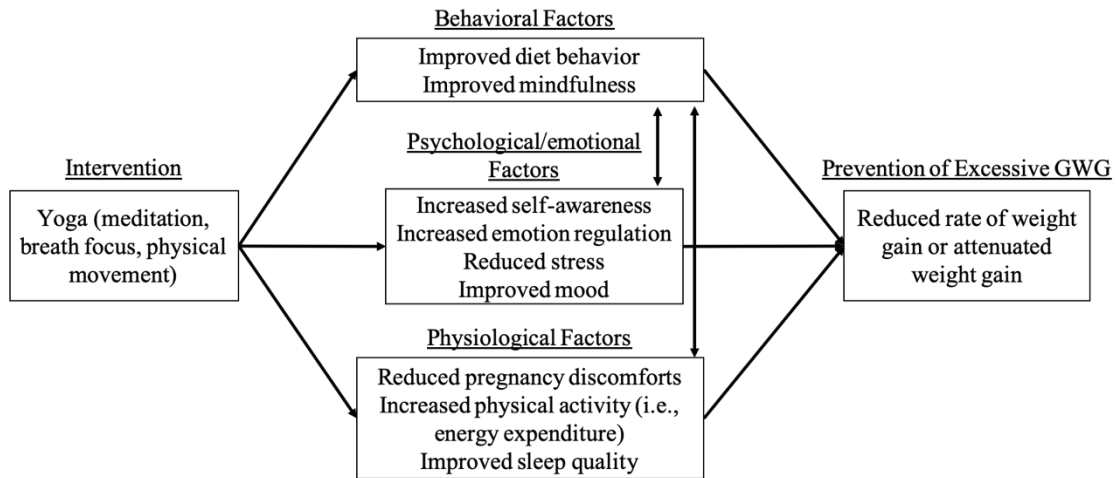 Behavioral Factors
Improved diet behavior
Improved mindfulness
Psychological/emotional
Factors
Intervention
Prevention of Excessive GWG
Yoga (meditation,
breath focus, physical
movement)
Increased self-awareness
Increased emotion regulation
Reduced stress
Improved mood
Reduced rate of weight
gain or attenuated
weight gain
Physiological Factors
Reduced pregnancy discomforts
Increased physical activity (i.e.,
energy expenditure)
Improved sleep quality